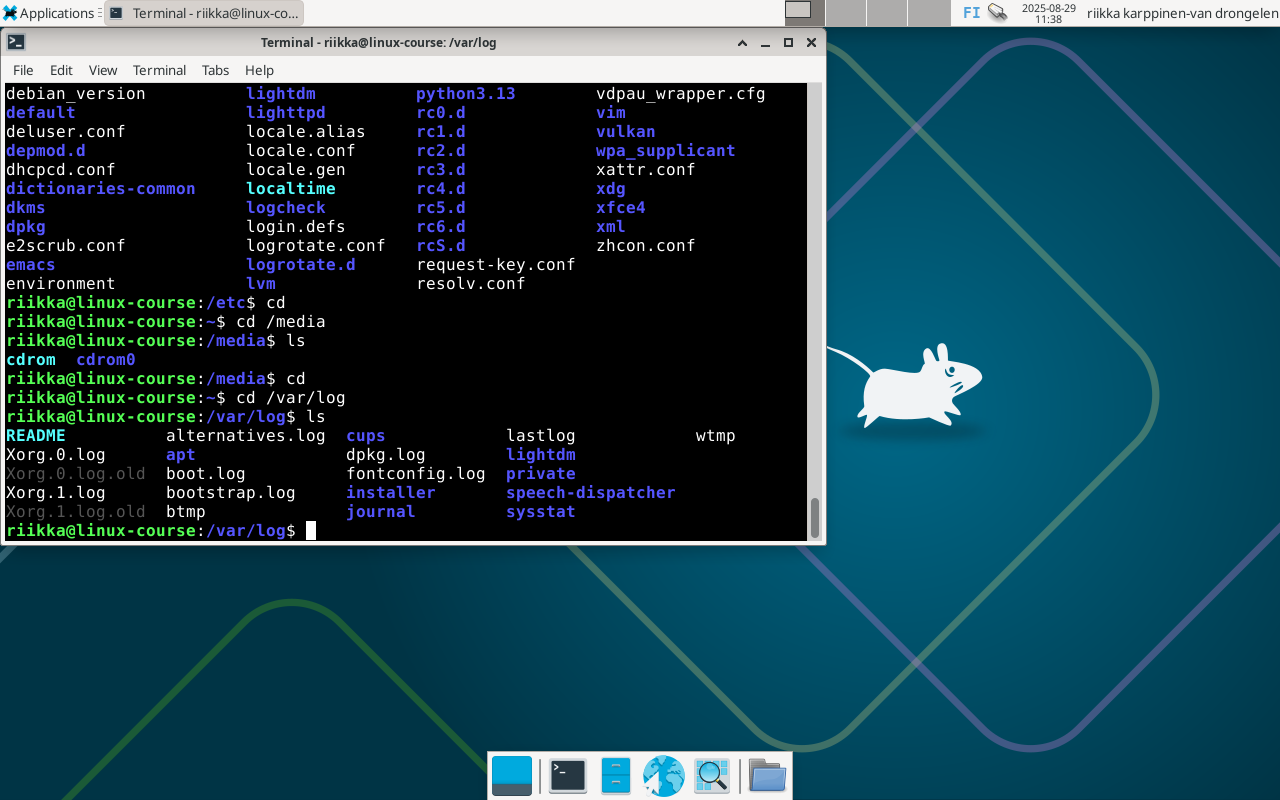 Applications
Terminal - riikka@linux-co...
FI
2025-08-29
11:38
riikka karppinen-van drongelen
Terminal - riikka@linux-course: /var/log
File Edit View Terminal Tabs Help
debian_version lightdm python3.13 vdpau_wrapper.cfg
default lighttpd rc0.d vim
deluser.conf locale.alias rc1.d vulkan
depmod.d locale.conf rc2.d wpa_supplicant
dhcpcd.conf locale.gen rc3.d xattr.conf
dictionaries-common localtime rc4.d xdg
dkms logcheck rc5.d xfce4
dpkg login.defs rc6.d xml
e2scrub.conf logrotate.conf rcS.d zhcon.conf
emacs logrotate.d request-key.conf
environment lvm resolv.conf
riikka@linux-course:/etc$ cd
riikka@linux-course:~$ cd /media
riikka@linux-course:/media$ ls
cdrom cdrom0
riikka@linux-course:/media$ cd
riikka@linux-course:~$ cd /var/log
riikka@linux-course:/var/log$ ls
README alternatives.log cups lastlog wtmp
Xorg.0.log apt dpkg.log lightdm
Xorg.0.log.old boot.log fontconfig.log private
Xorg.1.log bootstrap.log installer speech-dispatcher
Xorg.1.log.old btmp journal sysstat
riikka@linux-course:/var/log$